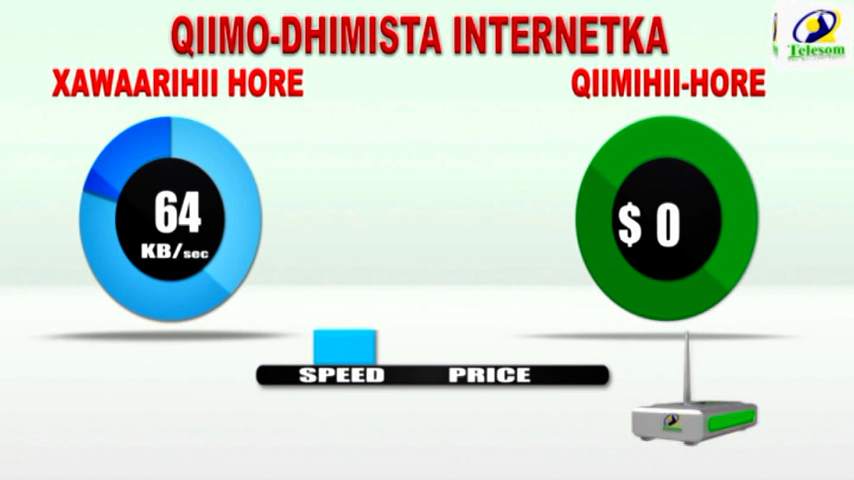 QIIMO-DHIMISTA INTERNETKA
Telesom
XAWAARIHII HORE
QIIMIHII-HORE
64
KB/sec
$ 0
SPEED
PRICE